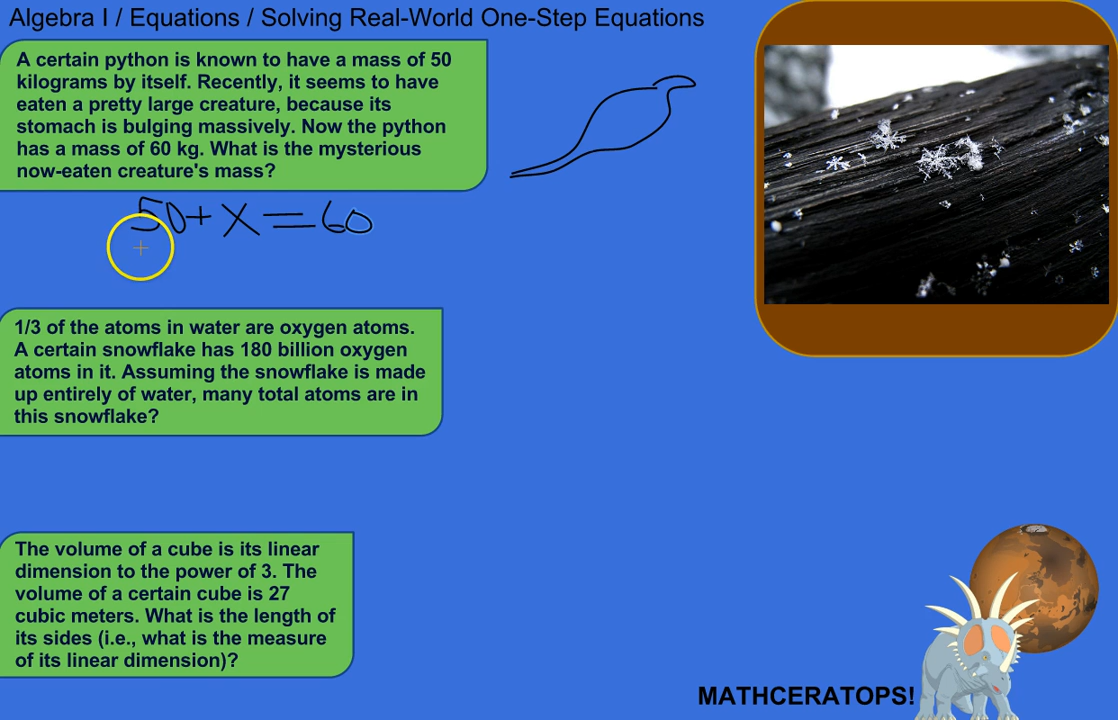 Algebra I / Equations / Solving Real-World One-Step Equations
A certain python is known to have a mass of 50
kilograms by itself. Recently, it seems to have
eaten a pretty large creature, because its
stomach is bulging massively. Now the python
has a mass of 60 kg. What is the mysterious
now-eaten creature's mass?
50+x=60
1/3 of the atoms in water are oxygen atoms.
A certain snowflake has 180 billion oxygen
atoms in it. Assuming the snowflake is made
up entirely of water, many total atoms are in
this snowflake?
The volume of a cube is its linear
dimension to the power of 3. The
volume of a certain cube is 27
cubic meters. What is the length of
its sides (i.e., what is the measure
of its linear dimension)?
MATHCERATOPS!